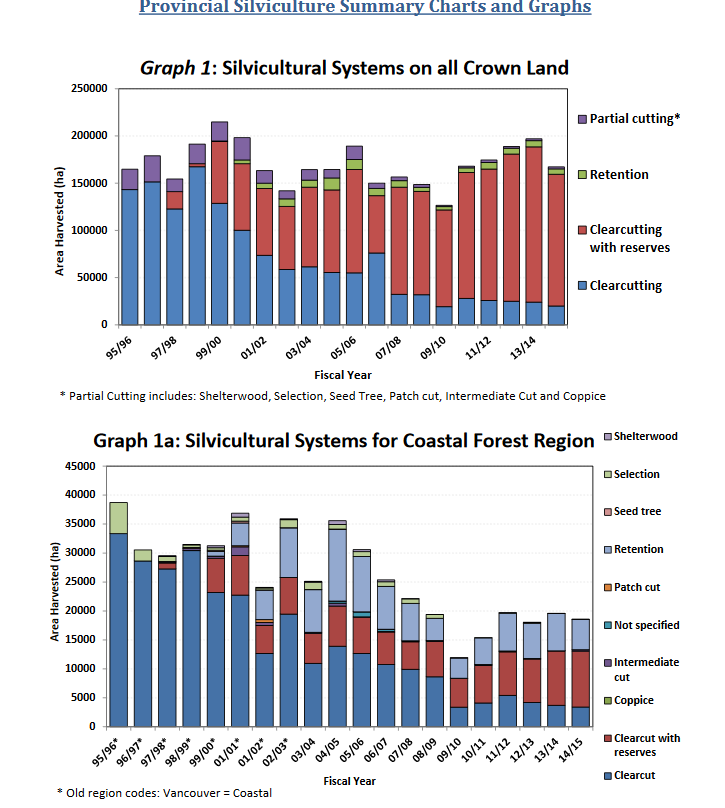 Provincial Silviculture Summary Charts and Graphs
Graph 1: Silvicultural Systems on all Crown Land
250000
200000
150000
100000
50000
0
Area Harvested (ha)
95/96
97/98
99/00
01/02
03/04
05/06
07/08
09/10
11/12
13/14
Fiscal Year
Partial cutting*
Retention
Clearcutting
with reserves
Clearcutting
* Partial Cutting includes: Shelterwood, Selection, Seed Tree, Patch cut, Intermediate Cut and Coppice
Graph 1a: Silvicultural Systems for Coastal Forest Region
45000
40000
35000
30000
25000
20000
15000
10000
5000
0
Area Harvested (ha)
95/96*
96/97*
97/98*
98/99*
99/00*
01/01*
01/02*
02/03*
03/04
04/05
05/06
06/07
07/08
08/09
09/10
10/11
11/12
12/13
13/14
14/15
Fiscal Year
Shelterwood
Selection
Seed tree
Retention
Patch cut
Not specified
Intermediate
cut
Coppice
Clearcut with
reserves
Clearcut
* Old region codes: Vancouver = Coastal